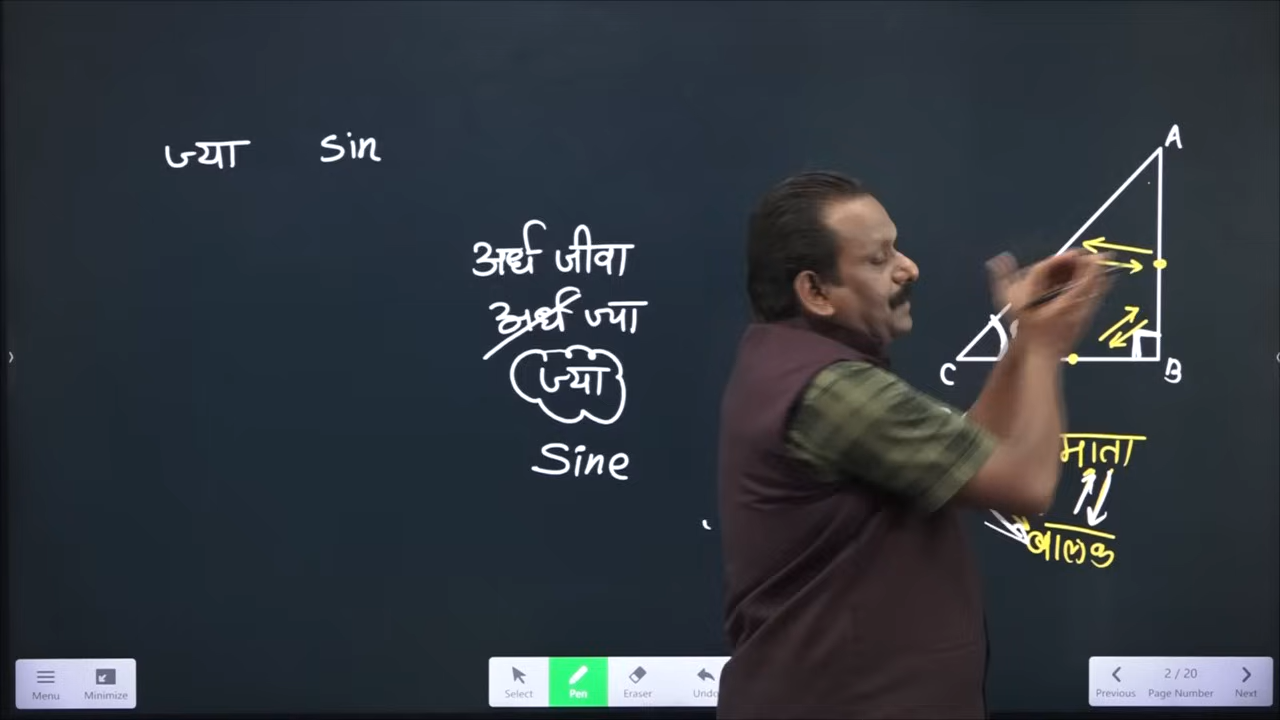 ज्या sin
अर्ध जीवा
अर्ध ज्या
ज्या
Sine
A
C
B
माता
बालक
Menu
Minimize
Select
Pen
Eraser
Undo
Previous
2 / 20
Page Number
Next